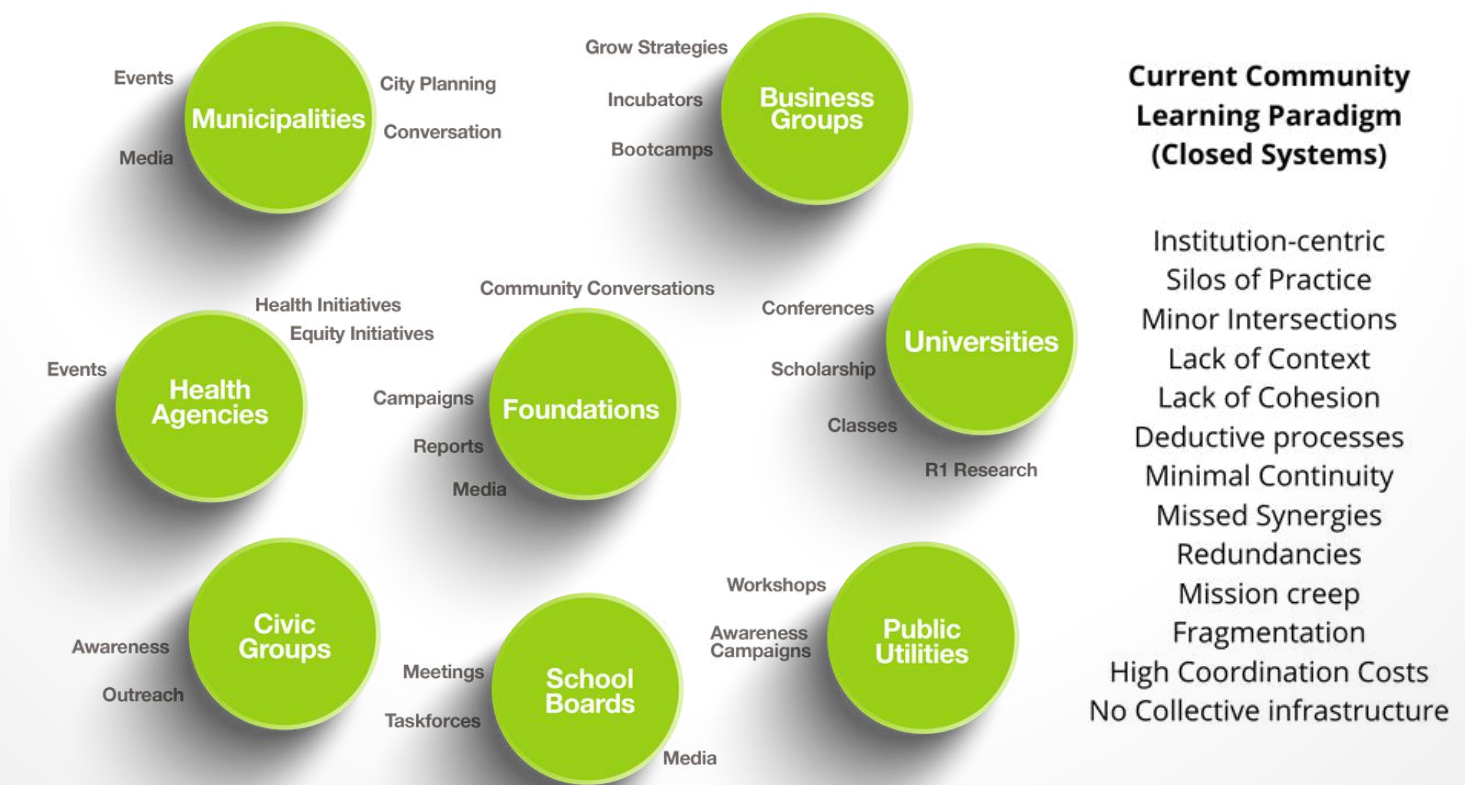 Events
Media
Municipalities
City Planning
Conversation
Grow Strategies
Incubators
Bootcamps
Business
Groups
Health Initiatives
Equity Initiatives
Events
Health
Agencies
Community Conversations
Campaigns
Reports
Media
Foundations
Conferences
Scholarship
Classes
R1 Research
Universities
Awareness
Outreach
Civic
Groups
Meetings
Taskforces
Media
School
Boards
Workshops
Awareness
Campaigns
Public
Utilities
Current Community
Learning Paradigm
(Closed Systems)
Institution-centric
Silos of Practice
Minor Intersections
Lack of Context
Lack of Cohesion
Deductive processes
Minimal Continuity
Missed Synergies
Redundancies
Mission creep
Fragmentation
High Coordination Costs
No Collective infrastructure